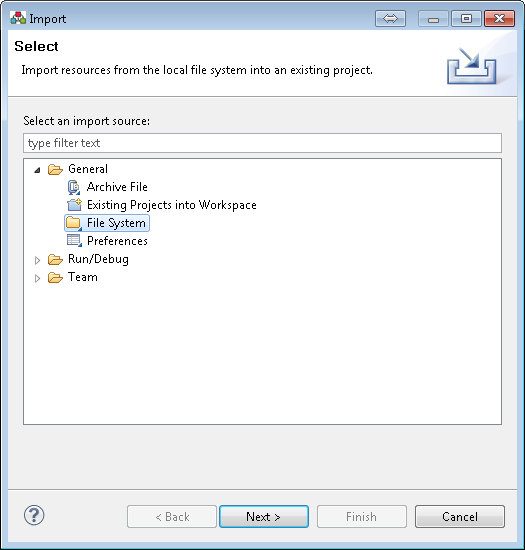 Import
Select
Import resources from the local file system into an existing project.
Select an import source:
type filter text
General
Archive File
Existing Projects into Workspace
File System
Preferences
Run/Debug
Team
?
< Back
Next >
Finish
Cancel